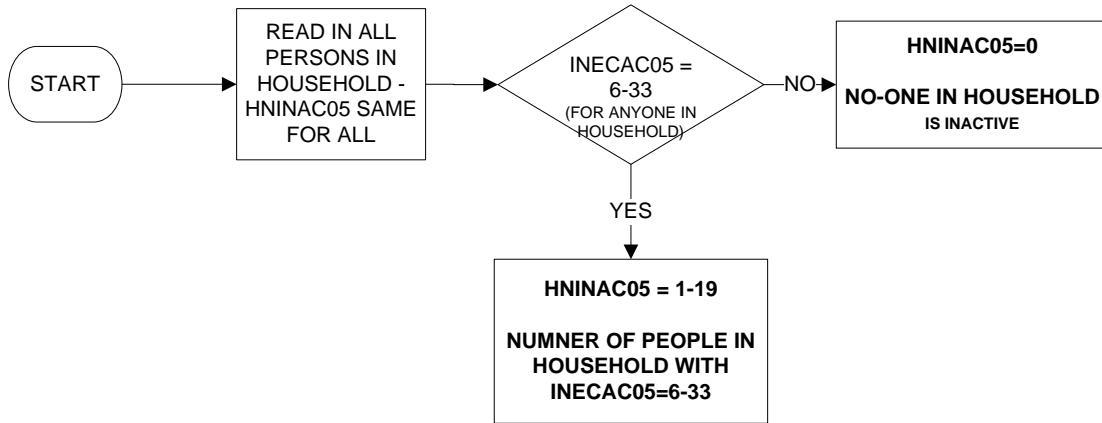 START
READ IN ALL
PERSONS IN
HOUSEHOLD -
HNINAC05 SAME
FOR ALL
INECAC05 =
6-33
(FOR ANYONE IN
HOUSEHOLD)
NO
HNINAC05=0
NO-ONE IN HOUSEHOLD
IS INACTIVE
YES
HNINAC05 = 1-19
NUMNER OF PEOPLE IN
HOUSEHOLD WITH
INECAC05=6-33